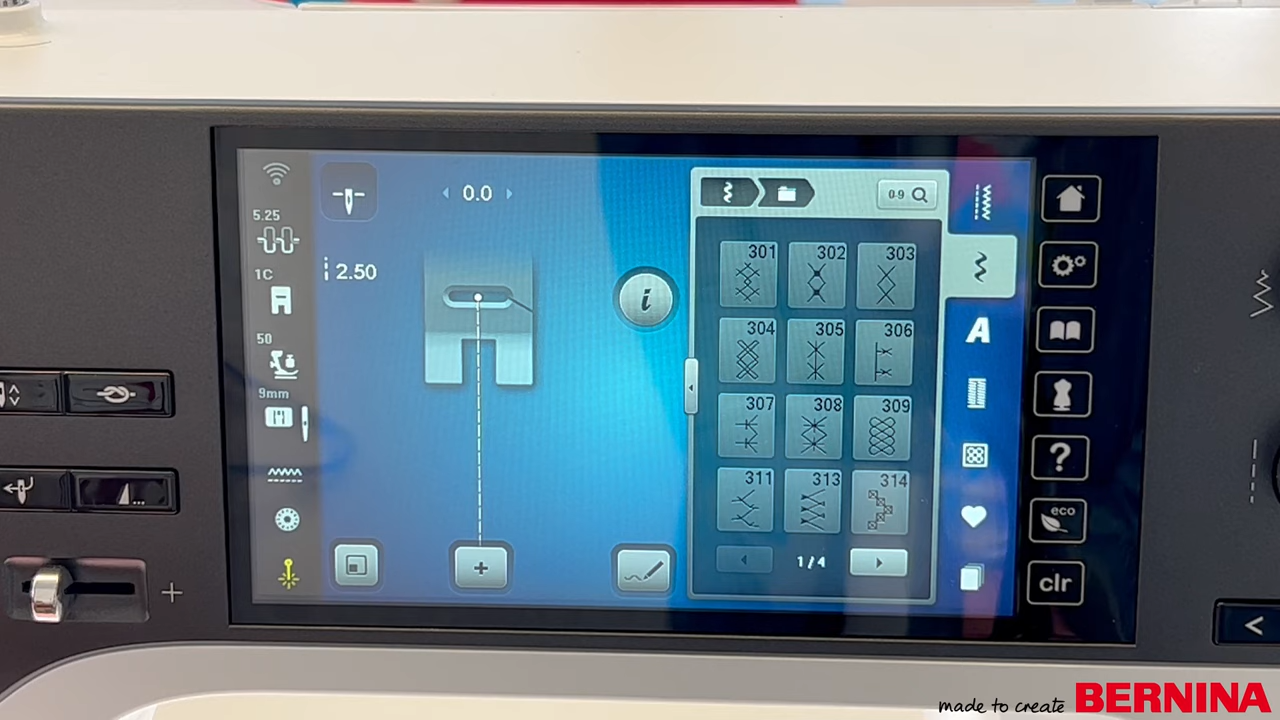 5.25
0.0
0-9
1C
2.50
50
9mm
301 302 303
304 305 306
307 308 309
311 313 314
1/4
A
i
?
eco
clr
made to create BERNINA